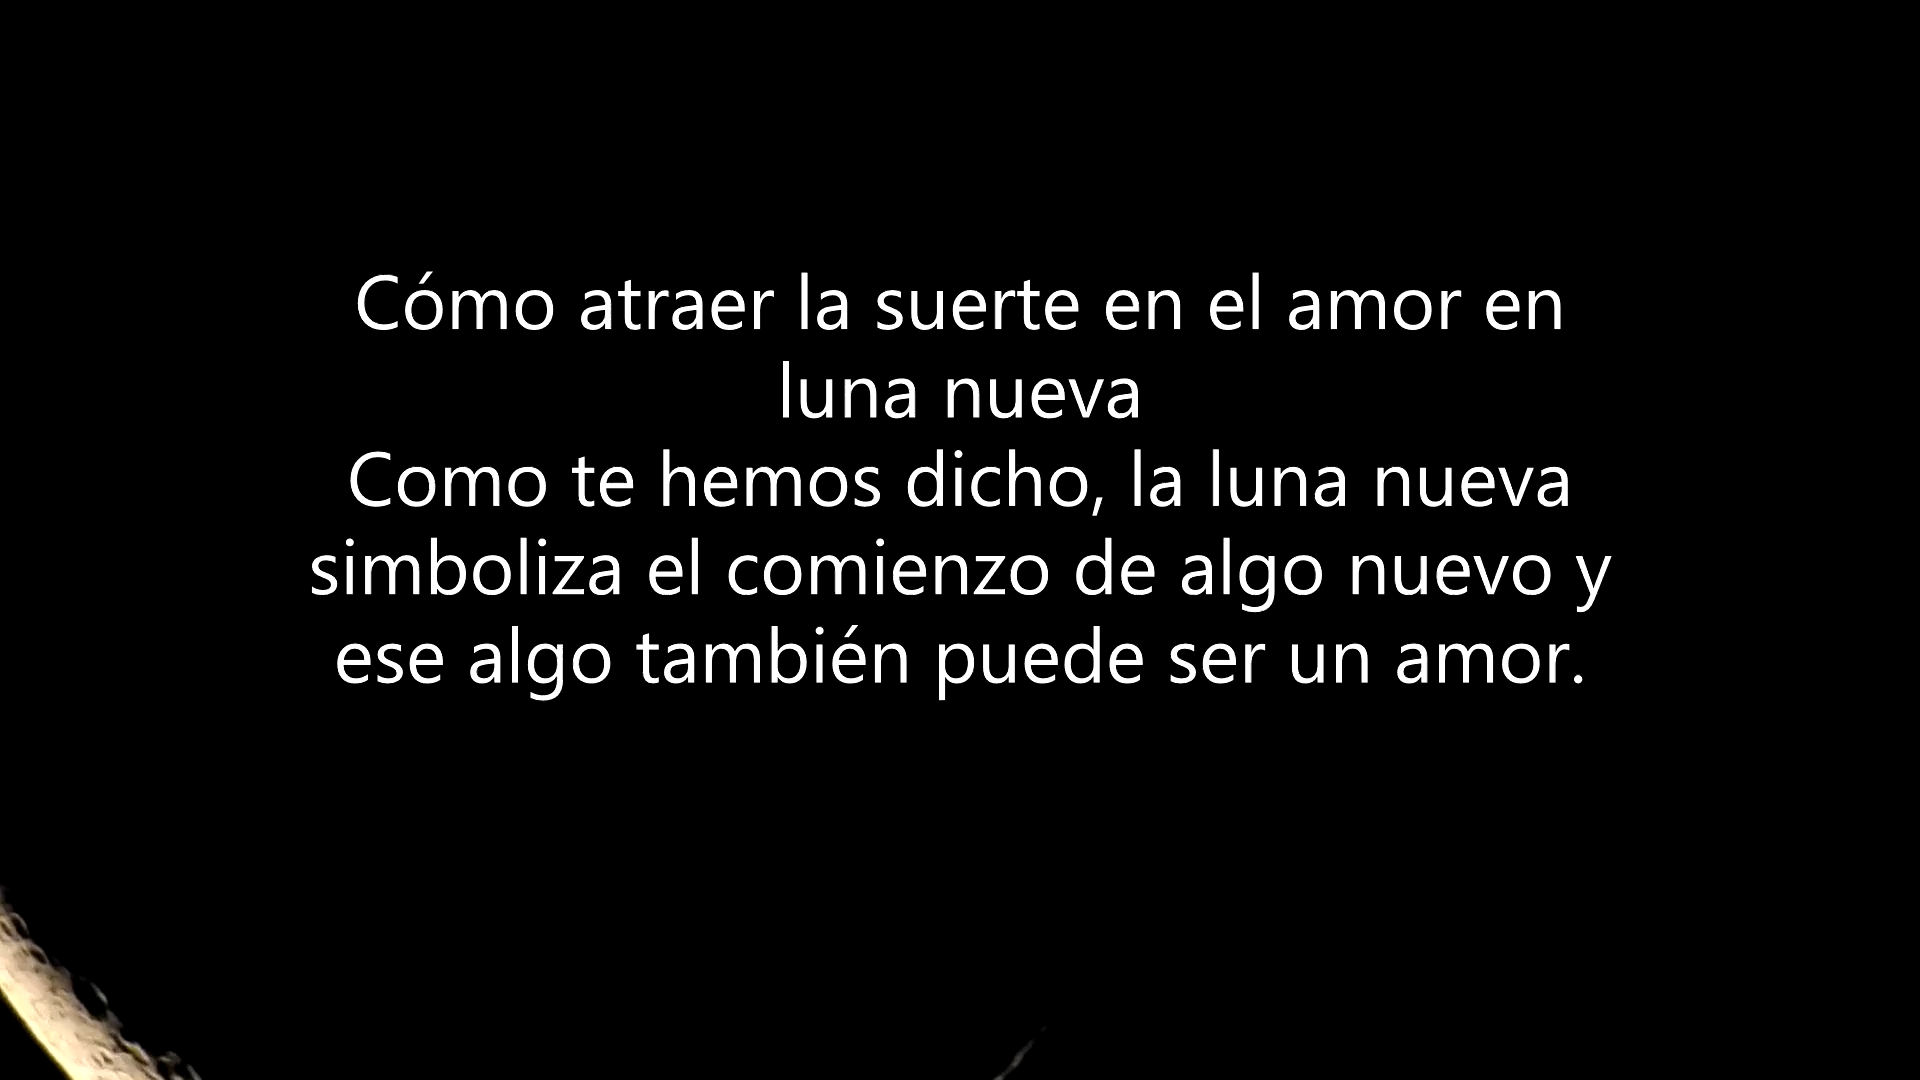 Cómo atraer la suerte en el amor en
luna nueva
Como te hemos dicho, la luna nueva
simboliza el comienzo de algo nuevo y
ese algo también puede ser un amor.